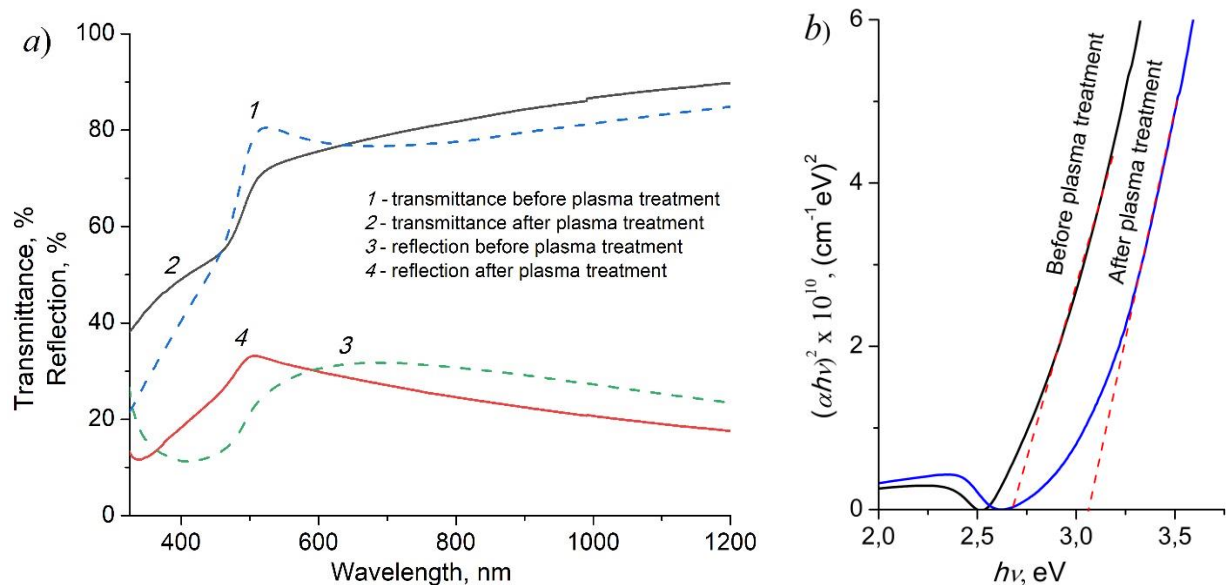 a)
100
80
60
40
20
0
Transmittance, %
Reflection, %
400
600
800
1000
1200
Wavelength, nm
1
2
3
4
1 - transmittance before plasma treatment
2 - transmittance after plasma treatment
3 - reflection before plasma treatment
4 - reflection after plasma treatment
b)
6
4
2
0
(αhν)² x 10¹⁰, (cm⁻¹eV)²
2,0
2,5
3,0
3,5
hν, eV
Before plasma treatment
After plasma treatment